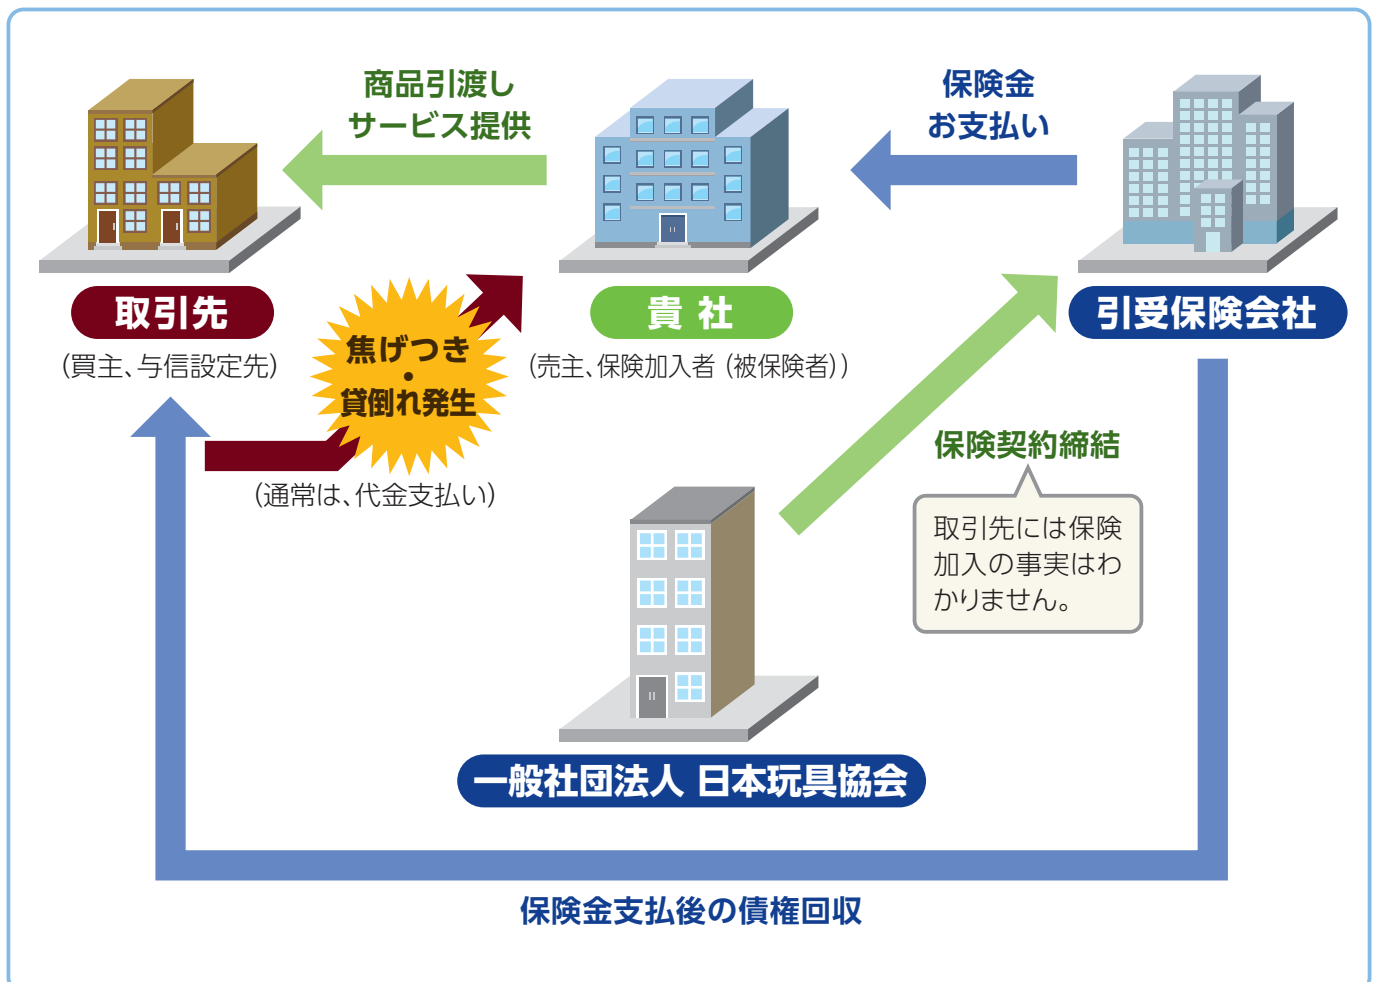 商品引渡し
サービス提供
保険金
お支払い
取引先
(買主、与信設定先)
焦げつき
・
貸倒れ発生
貴 社
(売主、保険加入者 (被保険者))
引受保険会社
(通常は、代金支払い)
保険契約締結
取引先には保険
加入の事実はわ
かりません。
一般社団法人 日本玩具協会
保険金支払後の債権回収